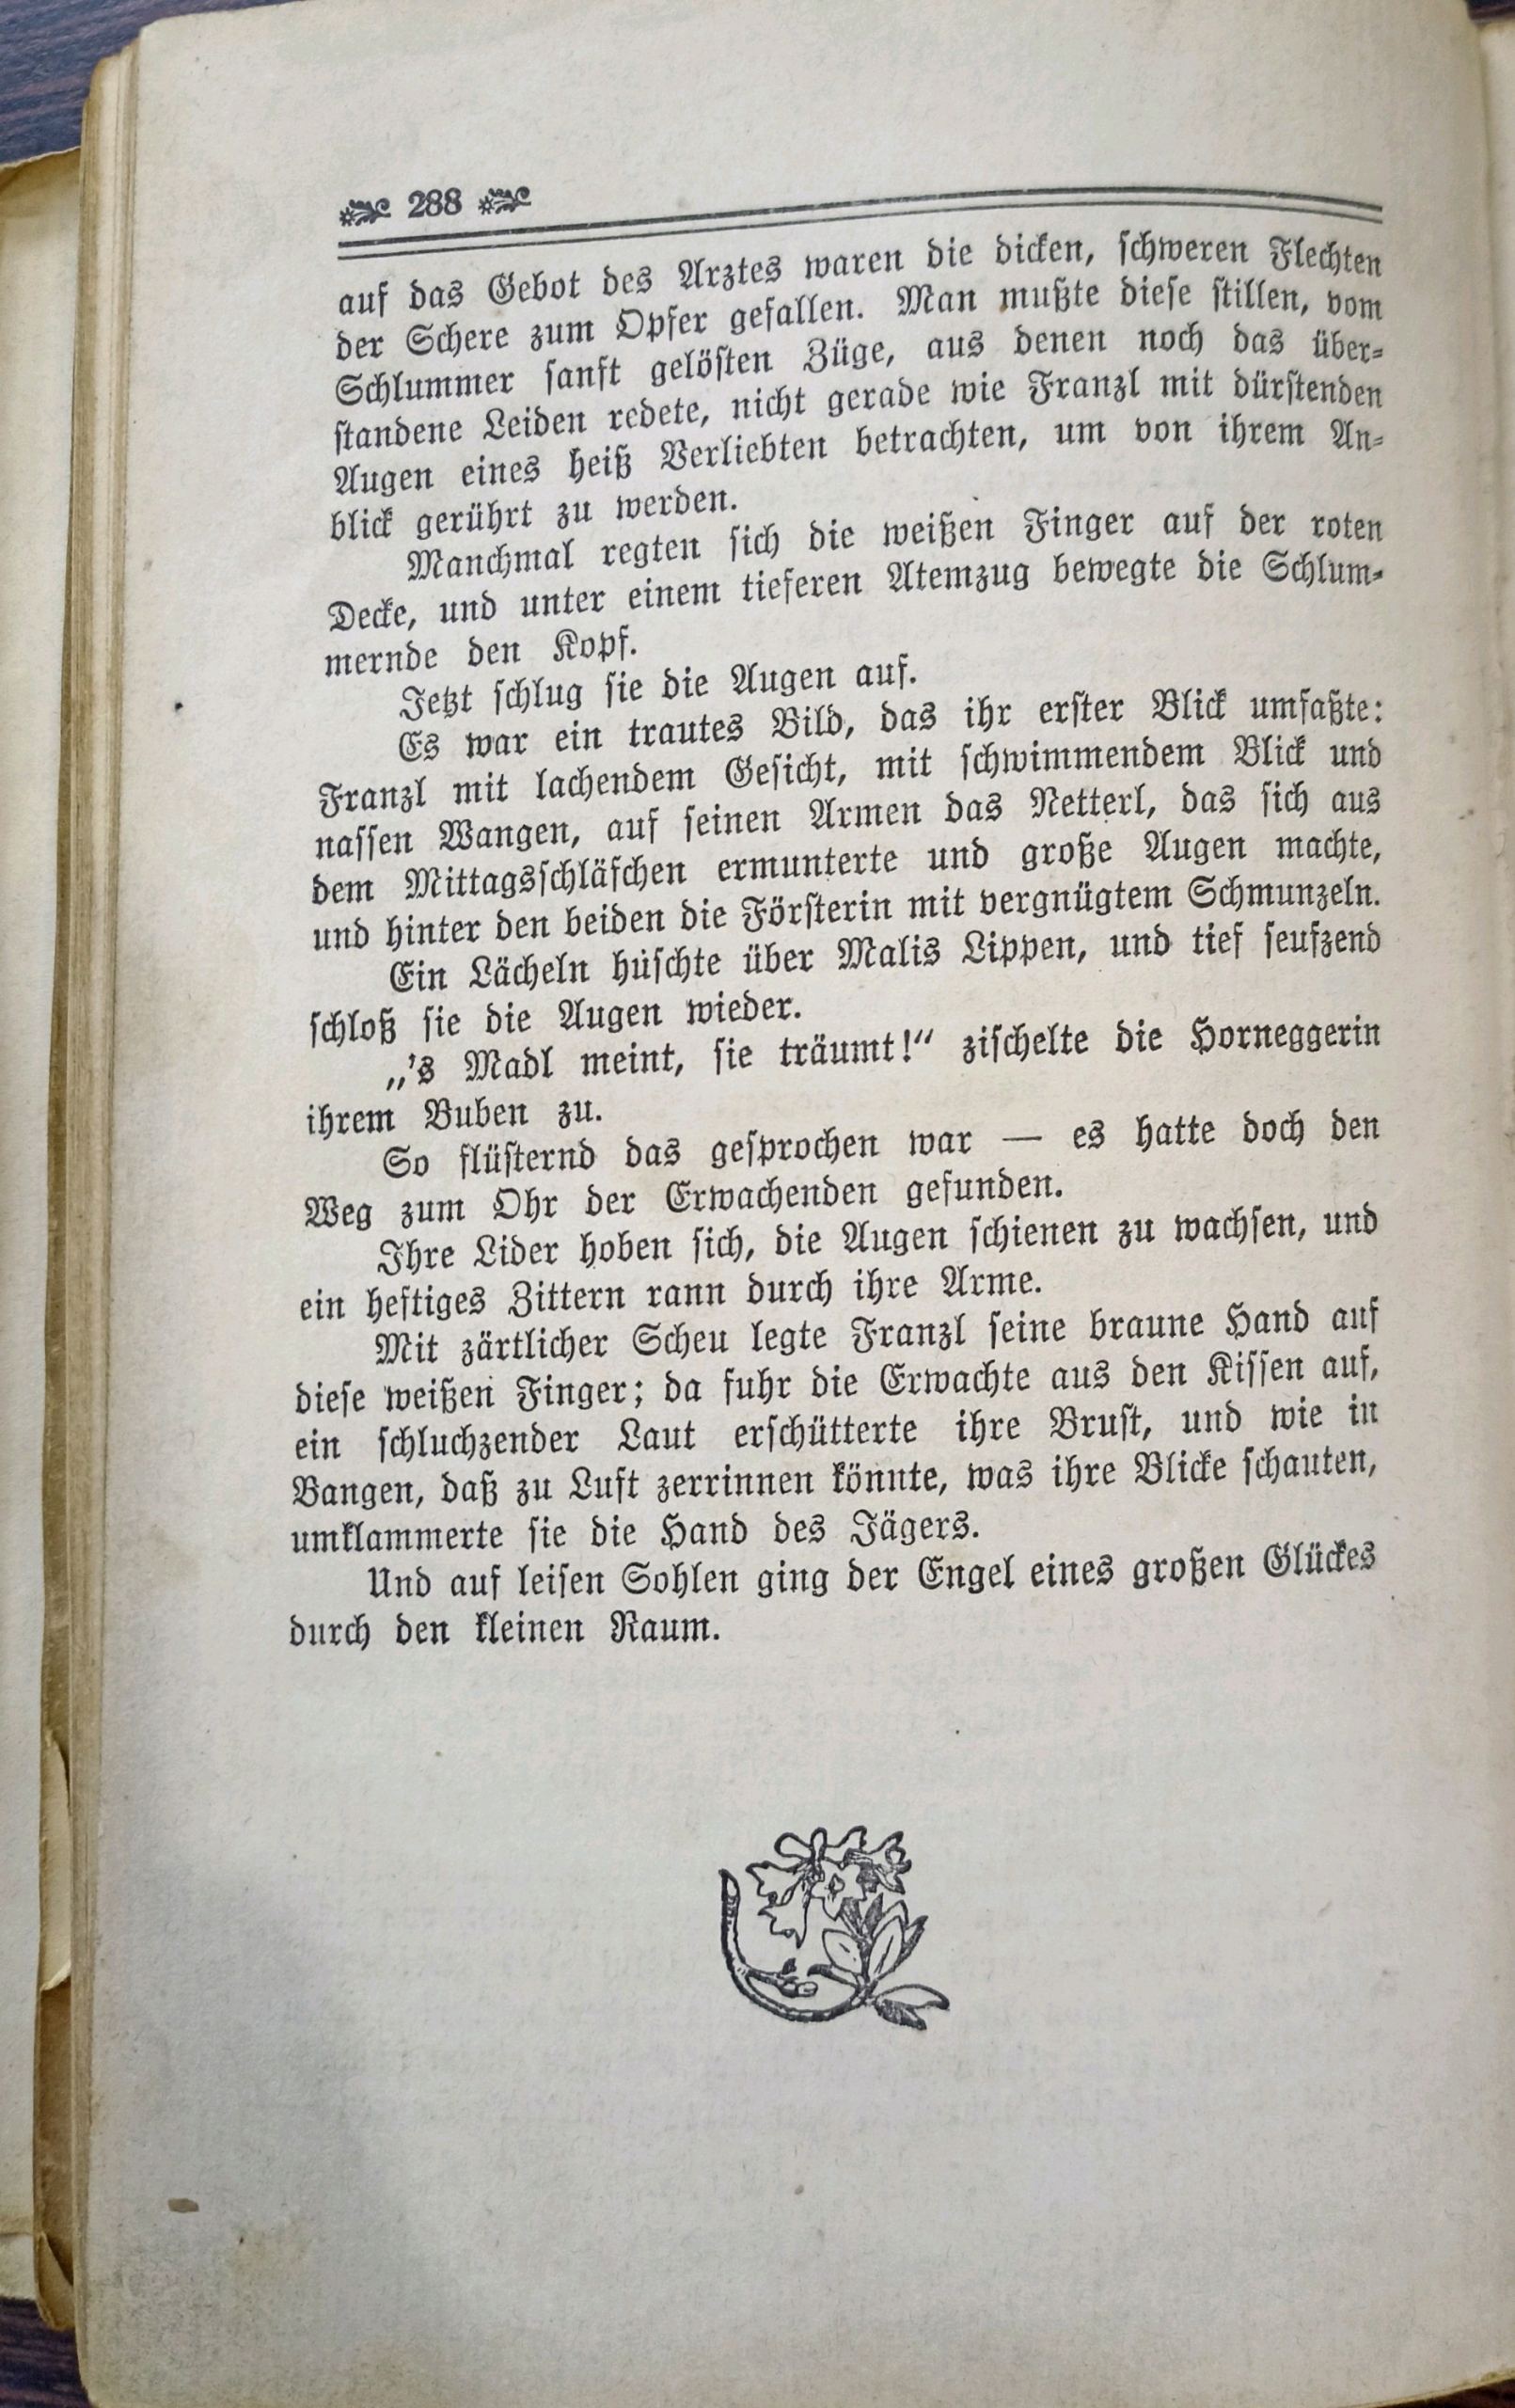 288
auf das Gebot des Arztes waren die dicken, schweren Flechten
der Schere zum Opfer gefallen. Man mußte diese stillen, vom
Schlummer sanft gelösten Züge, aus denen noch das über-
standene Leiden redete, nicht gerade wie Franzl mit dürstenden
Augen eines heiß Verliebten betrachten, um von ihrem An-
blick gerührt zu werden.
Manchmal regten sich die weißen Finger auf der roten
Decke, und unter einem tieferen Atemzug bewegte die Schlum-
mernde den Kopf.
Jetzt schlug sie die Augen auf.
Es war ein trautes Bild, das ihr erster Blick umfaßte:
Franzl mit lachendem Gesicht, mit schwimmendem Blick und
nassen Wangen, auf seinen Armen das Netterl, das sich aus
dem Mittagsschläfchen ermunterte und große Augen machte,
und hinter den beiden die Försterin mit vergnügtem Schmunzeln.
Ein Lächeln huschte über Malis Lippen, und tief seufzend
schloß sie die Augen wieder.
„'s Madl meint, sie träumt!“ zischelte die Horneggerin
ihrem Buben zu.
So flüsternd das gesprochen war — es hatte doch den
Weg zum Ohr der Erwachenden gefunden.
Ihre Lider hoben sich, die Augen schienen zu wachsen, und
ein heftiges Zittern rann durch ihre Arme.
Mit zärtlicher Scheu legte Franzl seine braune Hand auf
diese weißen Finger; da fuhr die Erwachte aus den Kissen auf,
ein schluchzender Laut erschütterte ihre Brust, und wie in
Bangen, daß zu Luft zerrinnen könnte, was ihre Blicke schauten,
umklammerte sie die Hand des Jägers.
Und auf leisen Sohlen ging der Engel eines großen Glückes
durch den kleinen Raum.